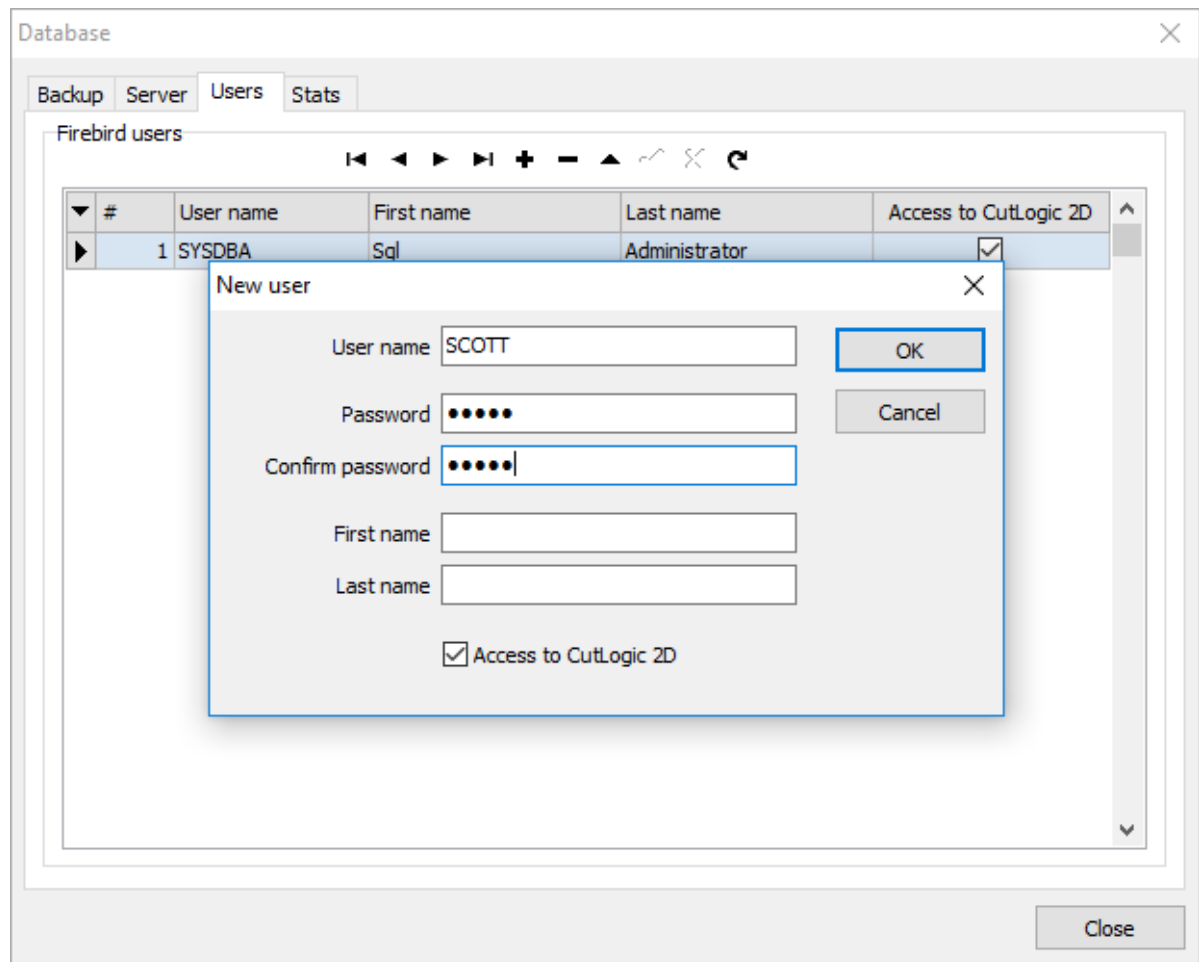 Database
Backup Server Users Stats
Firebird users
# User name First name Last name Access to CutLogic 2D
1 SYSDBA Sql Administrator
New user
User name SCOTT OK
Password ••••• Cancel
Confirm password •••••
First name
Last name
Access to CutLogic 2D
Close